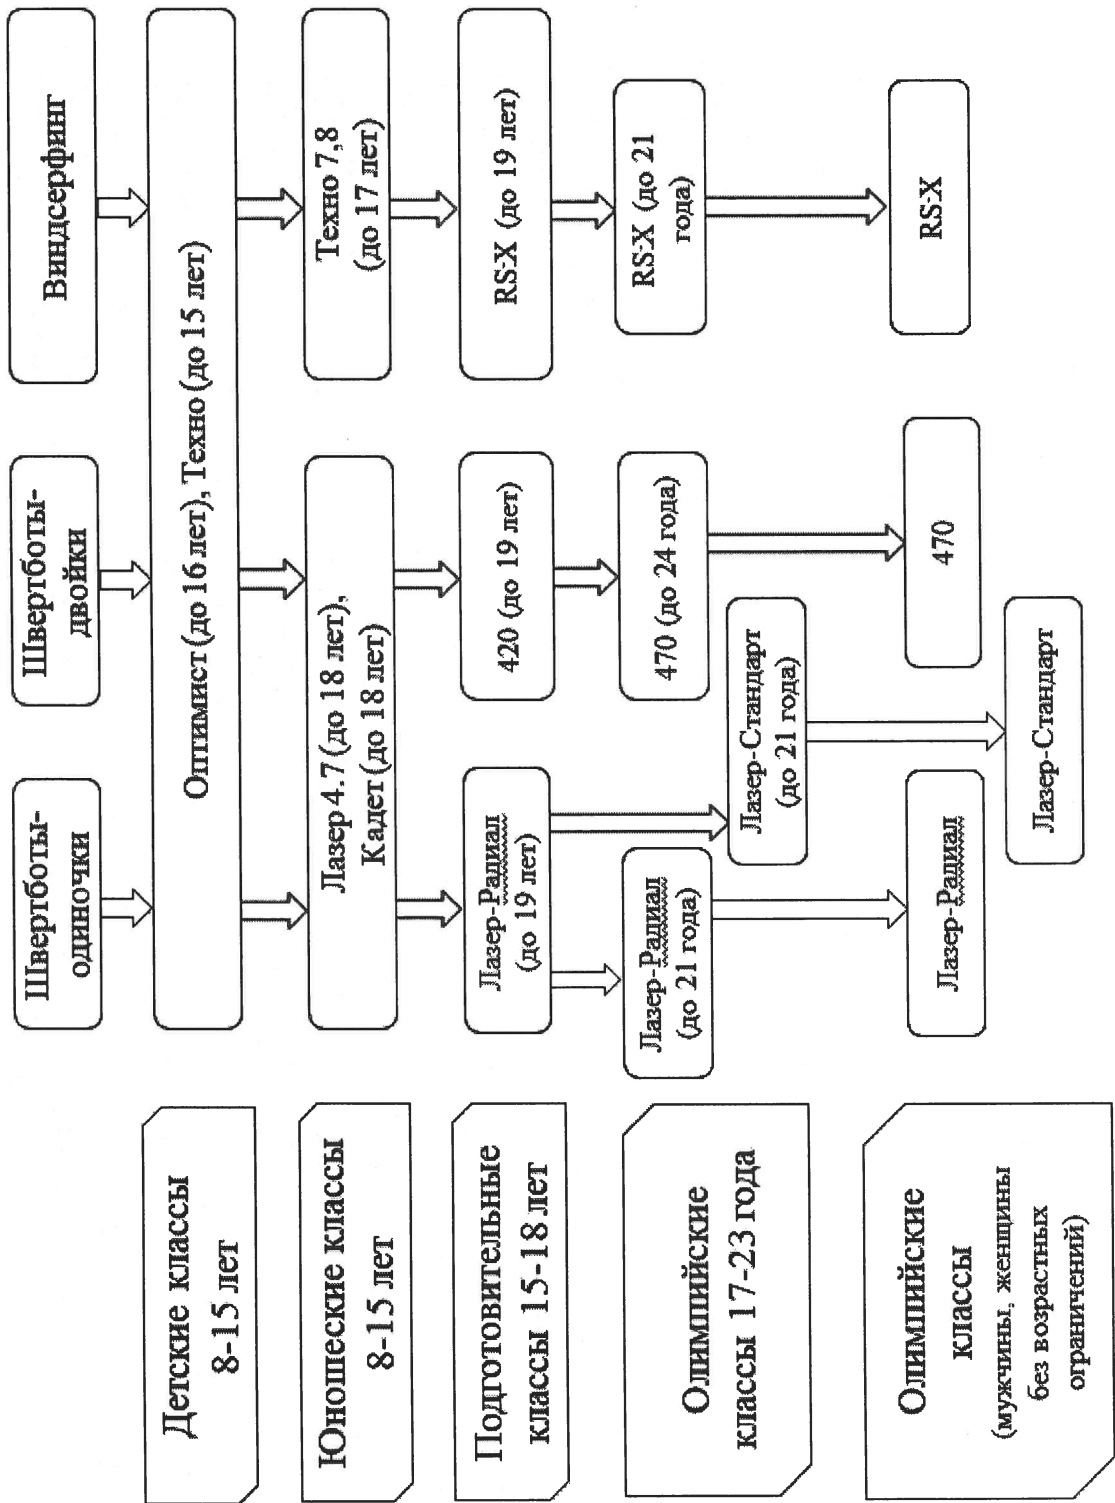 Швертботы-
одиночки
Швертботы-
двойки
Виндсерфинг
Детские классы
8-15 лет
Оптимист (до 16 лет), Техно (до 15 лет)
Юношеские классы
8-15 лет
Лазер 4.7 (до 18 лет),
Кадет (до 18 лет)
Техно 7,8
(до 17 лет)
Подготовительные
классы 15-18 лет
Лазер-Радиал
(до 19 лет)
420 (до 19 лет)
RS-X (до 19 лет)
Олимпийские
классы 17-23 года
Лазер-Радиал
(до 21 года)
Лазер-Стандарт
(до 21 года)
470 (до 24 года)
RS-X (до 21
года)
Олимпийские
классы
(мужчины, женщины
без возрастных
ограничений)
Лазер-Радиал
Лазер-Стандарт
470
RS-X